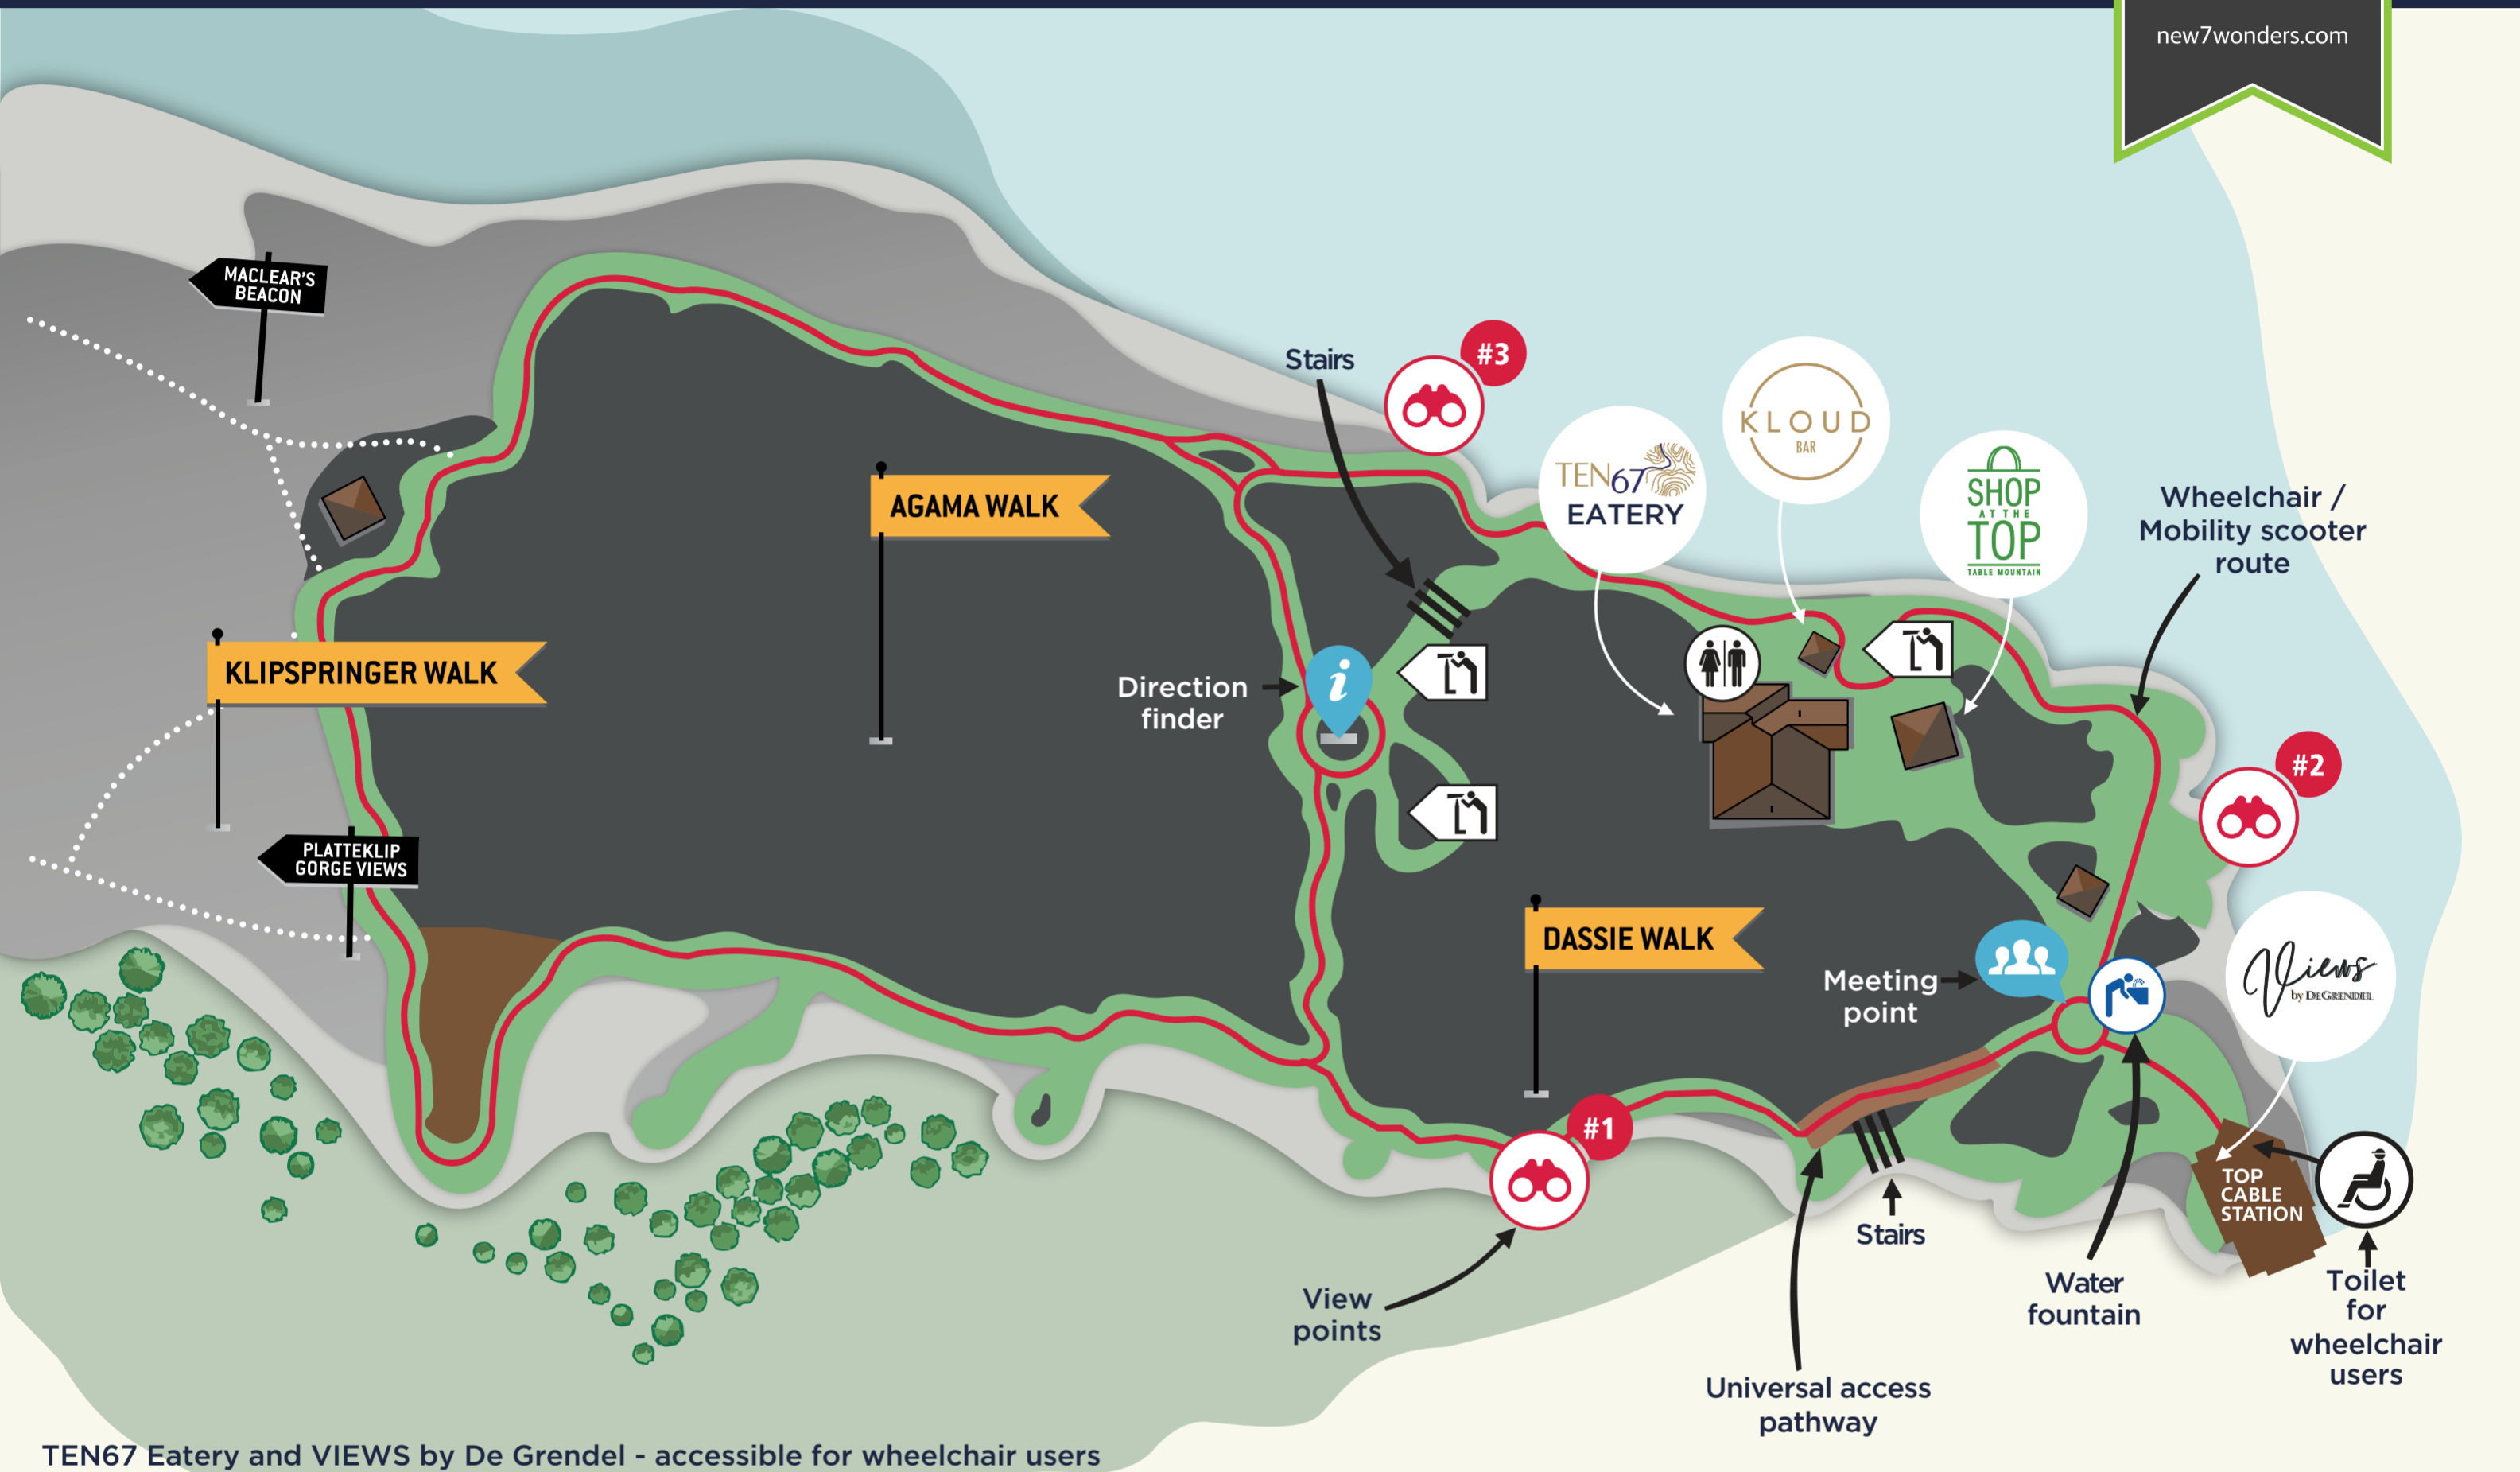 new7wonders.com
MACLEAR'S
BEACON
Stairs
#3
KLOUD
BAR
TEN67
EATERY
SHOP
AT THE
TOP
TABLE MOUNTAIN
Wheelchair /
Mobility scooter
route
AGAMA WALK
KLIPSPRINGER WALK
Direction
finder
i
#2
PLATTEKLIP
GORGE VIEWS
DASSIE WALK
Meeting
point
Views
by DE GRENDEL
#1
TOP
CABLE
STATION
Stairs
View
points
Water
fountain
Toilet
for
wheelchair
users
Universal access
pathway
TEN67 Eatery and VIEWS by De Grendel - accessible for wheelchair users